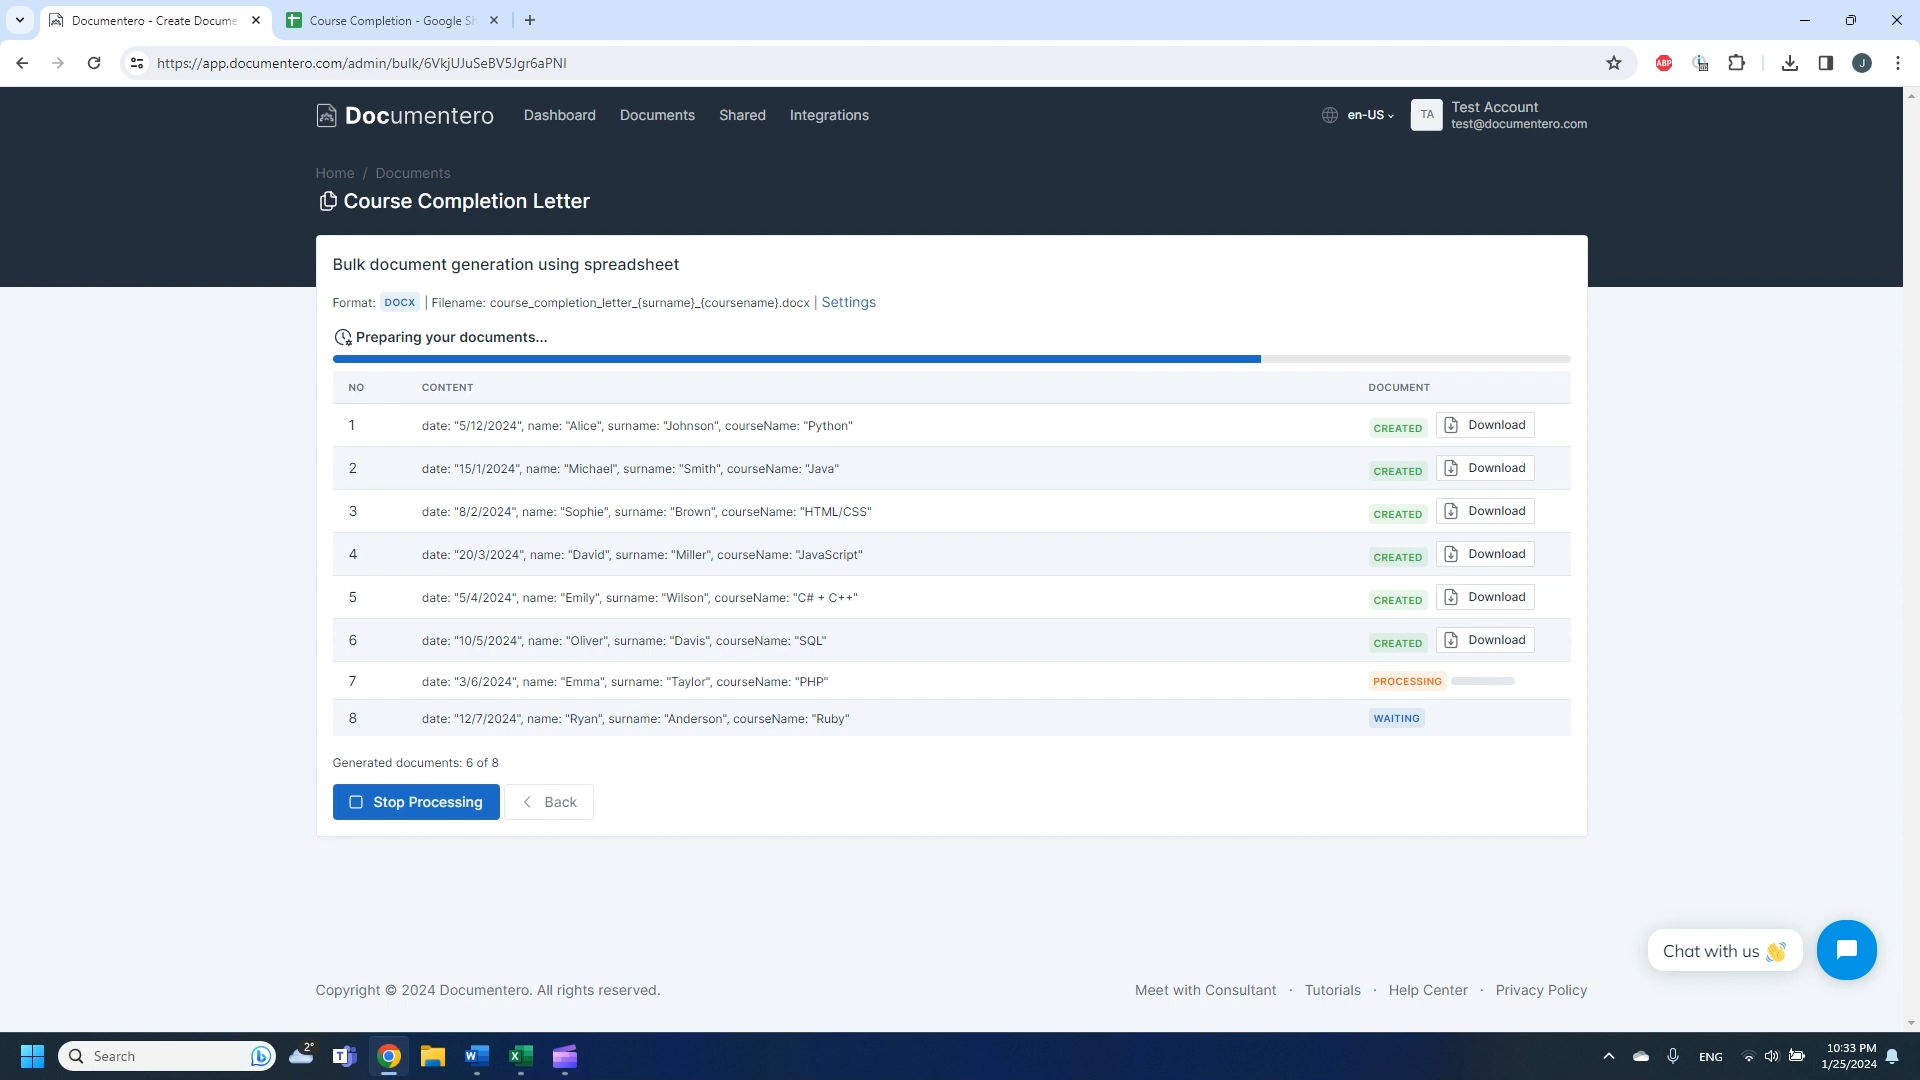 Documentero - Create Docume
Course Completion - Google Sh
https://app.documentero.com/admin/bulk/6VkjUJuSeBV5Jgr6aPNI
ABP
J
Documentero
Dashboard
Documents
Shared
Integrations
en-US
TA
Test Account
test@documentero.com
Home / Documents
Course Completion Letter
Bulk document generation using spreadsheet
Format: DOCX | Filename: course_completion_letter_{surname}_{coursename}.docx | Settings
Preparing your documents...
NO CONTENT DOCUMENT
1 date: "5/12/2024", name: "Alice", surname: "Johnson", courseName: "Python" CREATED Download
2 date: "15/1/2024", name: "Michael", surname: "Smith", courseName: "Java" CREATED Download
3 date: "8/2/2024", name: "Sophie", surname: "Brown", courseName: "HTML/CSS" CREATED Download
4 date: "20/3/2024", name: "David", surname: "Miller", courseName: "JavaScript" CREATED Download
5 date: "5/4/2024", name: "Emily", surname: "Wilson", courseName: "C# + C++" CREATED Download
6 date: "10/5/2024", name: "Oliver", surname: "Davis", courseName: "SQL" CREATED Download
7 date: "3/6/2024", name: "Emma", surname: "Taylor", courseName: "PHP" PROCESSING
8 date: "12/7/2024", name: "Ryan", surname: "Anderson", courseName: "Ruby" WAITING
Generated documents: 6 of 8
Stop Processing
Back
Chat with us 👋
Copyright © 2024 Documentero. All rights reserved.
Meet with Consultant · Tutorials · Help Center · Privacy Policy
Search
2°
ENG
10:33 PM
1/25/2024